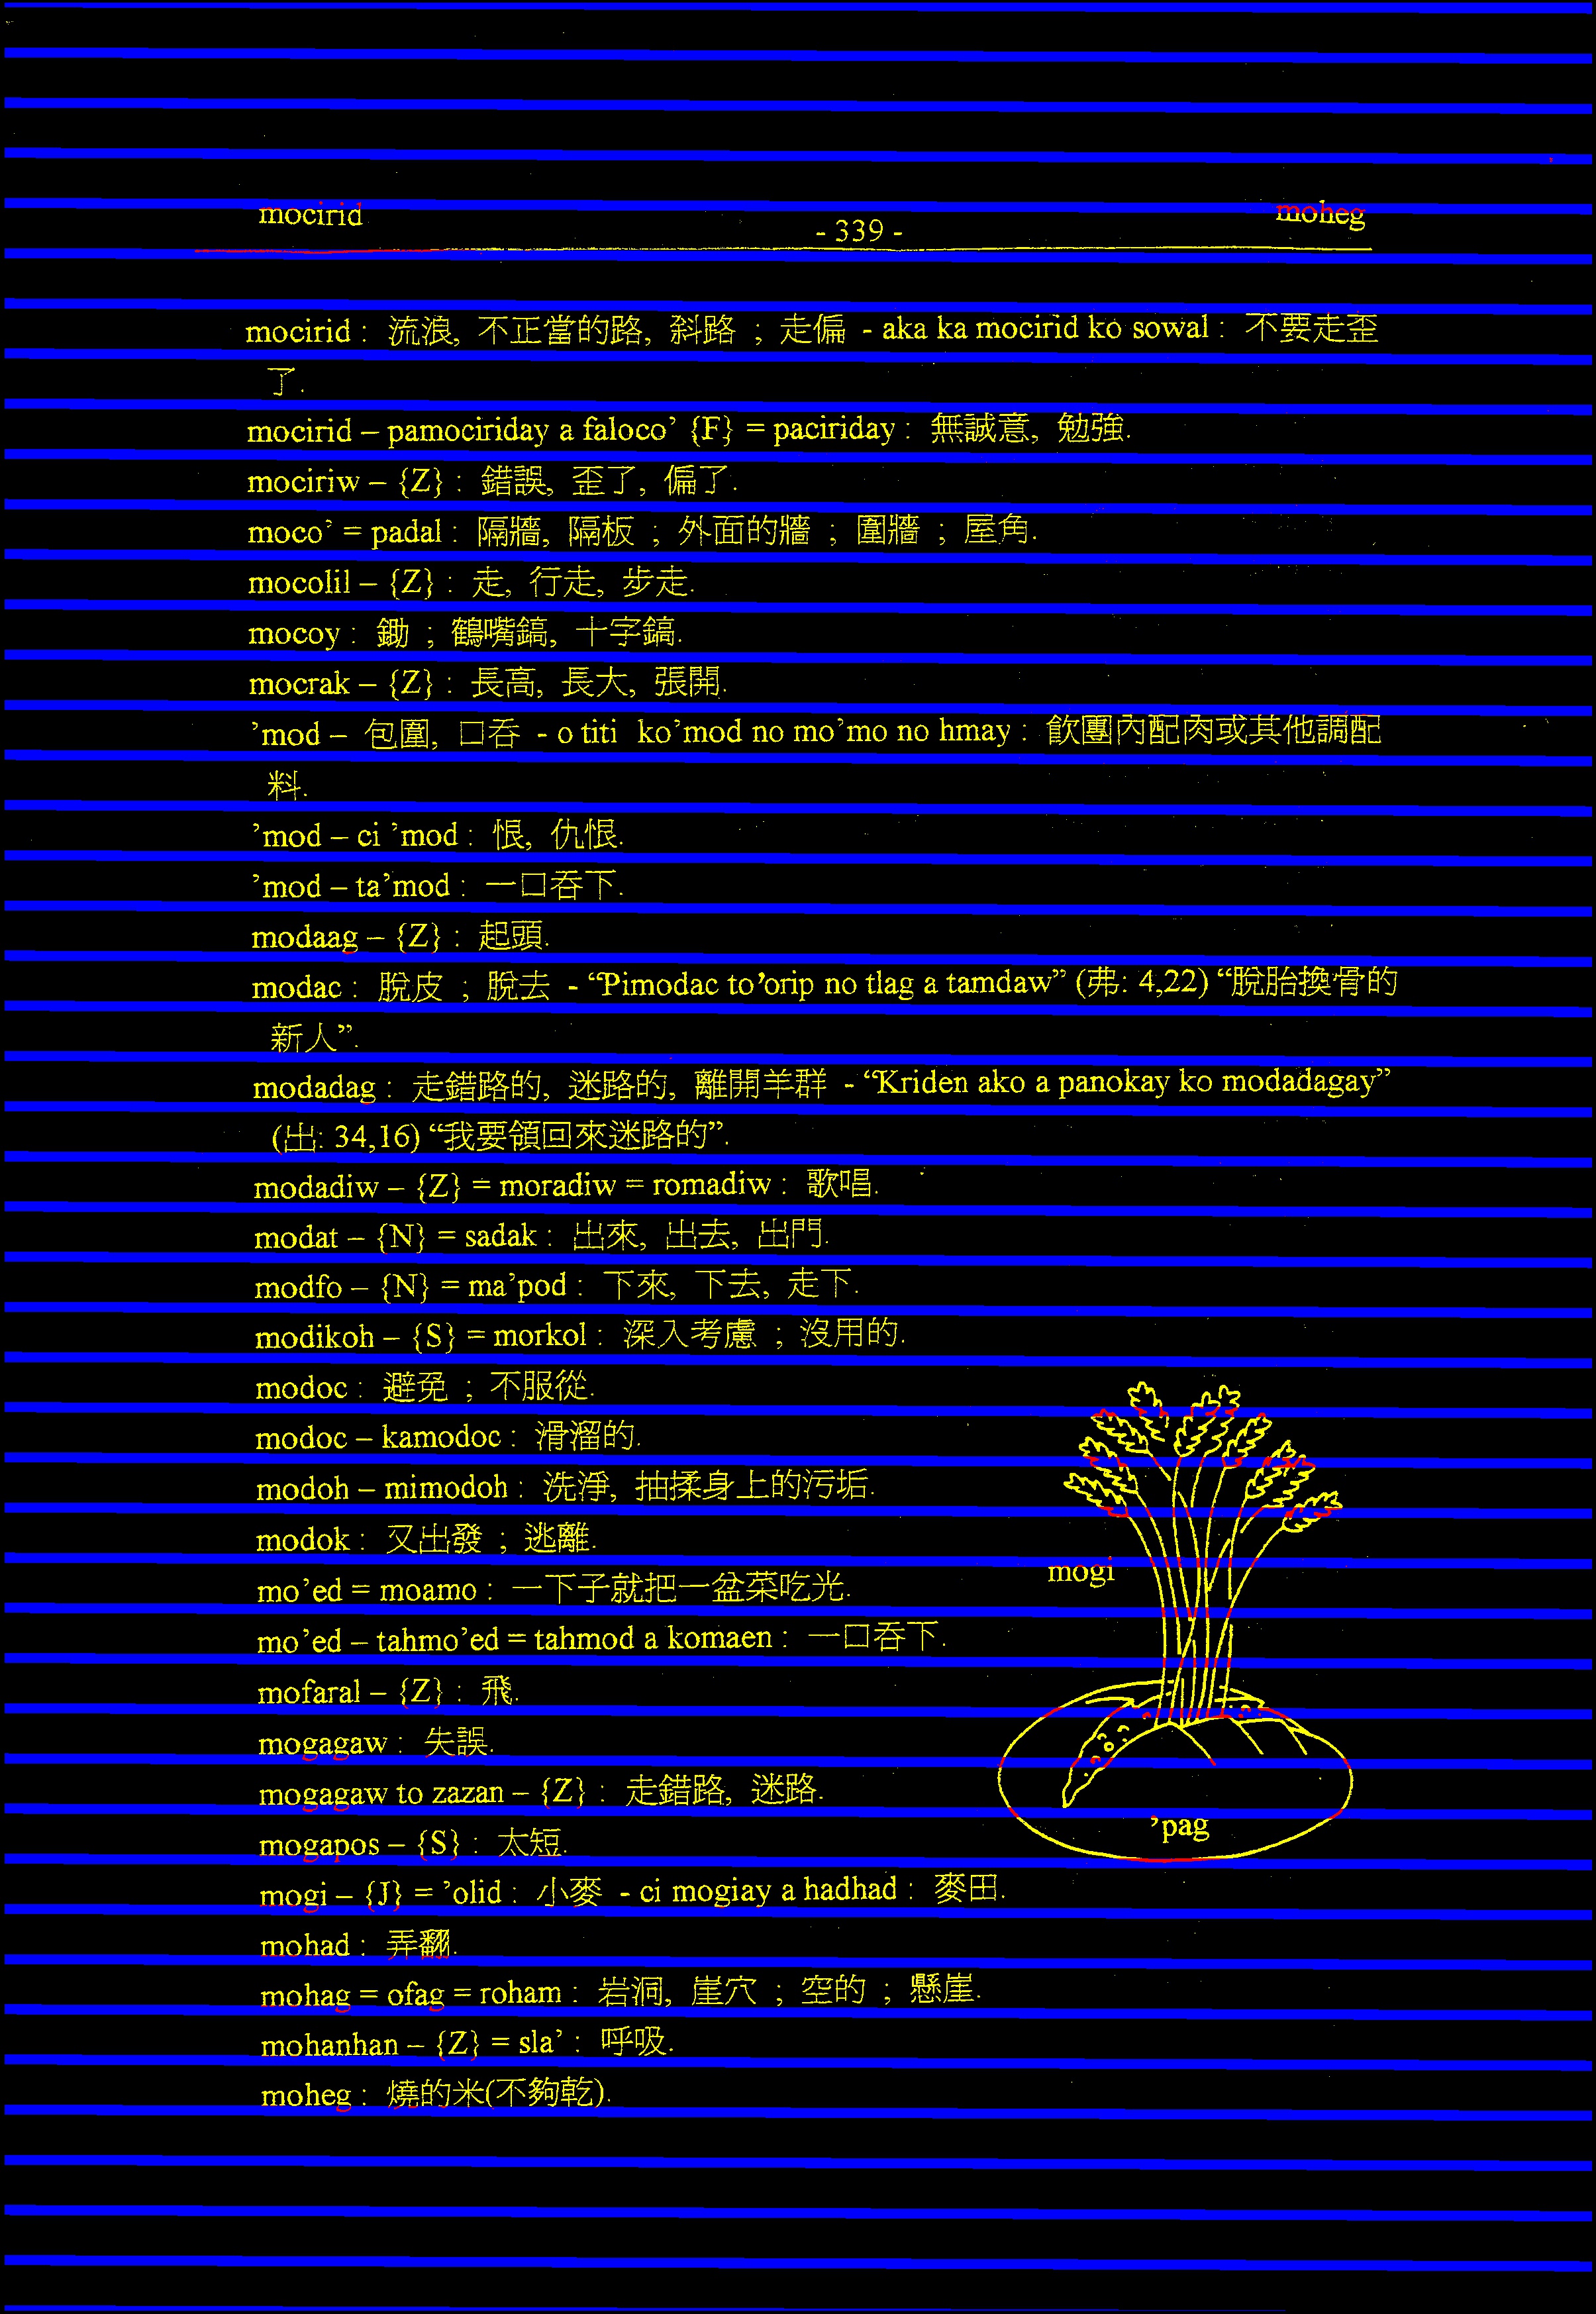 mocirid
- 339 -
moheg
mocirid : 流浪, 不正當的路, 斜路 ; 走偏 - aka ka mocirid ko sowal : 不要走歪
了.
mocirid – pamociriday a faloco’ {F} = paciriday : 無誠意, 勉強.
mociriw – {Z} : 錯誤, 歪了, 偏了.
moco’ = padal : 隔牆, 隔板 ; 外面的牆 ; 圍牆 ; 屋角.
mocolil – {Z} : 走, 行走, 步走.
mocoy : 鋤 ; 鶴嘴鎬, 十字鎬.
mocrak – {Z} : 長高, 長大, 張開.
’mod – 包圍, 口吞 - o titi ko’mod no mo’mo no hmay : 飲團內配肉或其他調配
料.
’mod – ci ’mod : 恨, 仇恨.
’mod – ta’mod : 一口吞下.
modaag – {Z} : 起頭.
modac : 脫皮 ; 脫去 - “Pimodac to’orip no tlag a tamdaw” (弗: 4,22) “脫胎換骨的
新人”.
modadag : 走錯路的, 迷路的, 離開羊群 - “Kriden ako a panokay ko modadagay”
(出: 34,16) “我要領回來迷路的”.
modadiw – {Z} = moradiw = romadiw : 歌唱.
modat – {N} = sadak : 出來, 出去, 出門.
modfo – {N} = ma’pod : 下來, 下去, 走下.
modikoh – {S} = morkol : 深入考慮 ; 沒用的.
modoc : 避免 ; 不服從.
modoc – kamodoc : 滑溜的.
modoh – mimodoh : 洗淨, 抽揉身上的污垢.
modok : 又出發 ; 逃離.
mo’ed = moamo : 一下子就把一盆菜吃光.
mo’ed – tahmo’ed = tahmod a komaen : 一口吞下.
mofaral – {Z} : 飛.
mogagaw : 失誤.
mogagaw to zazan – {Z} : 走錯路, 迷路.
mogapos – {S} : 太短.
mogi – {J} = ’olid : 小麥 - ci mogiay a hadhad : 麥田.
mohad : 弄翻.
mohag = ofag = roham : 岩洞, 崖穴 ; 空的 ; 懸崖.
mohanhan – {Z} = sla’ : 呼吸.
moheg : 燒的米(不夠乾).
mogi
’pag